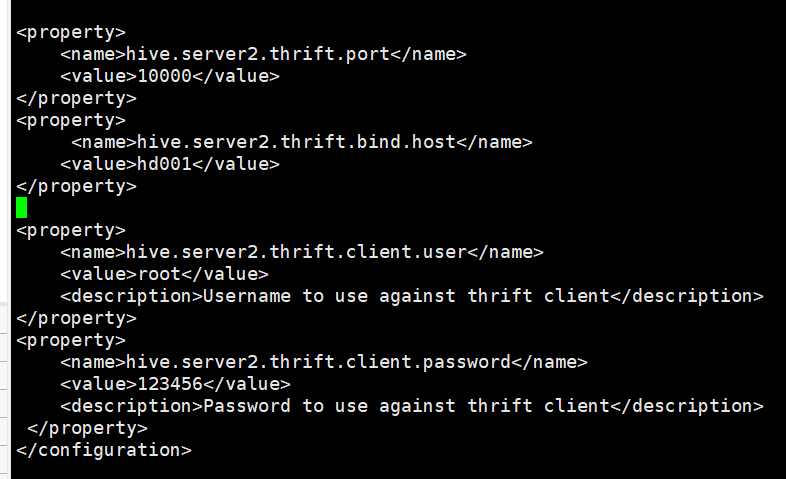 <property>
    <name>hive.server2.thrift.port</name>
    <value>10000</value>
</property>
<property>
     <name>hive.server2.thrift.bind.host</name>
    <value>hd001</value>
</property>
<property>
    <name>hive.server2.thrift.client.user</name>
    <value>root</value>
    <description>Username to use against thrift client</description>
</property>
<property>
    <name>hive.server2.thrift.client.password</name>
    <value>123456</value>
    <description>Password to use against thrift client</description>
 </property>
</configuration>